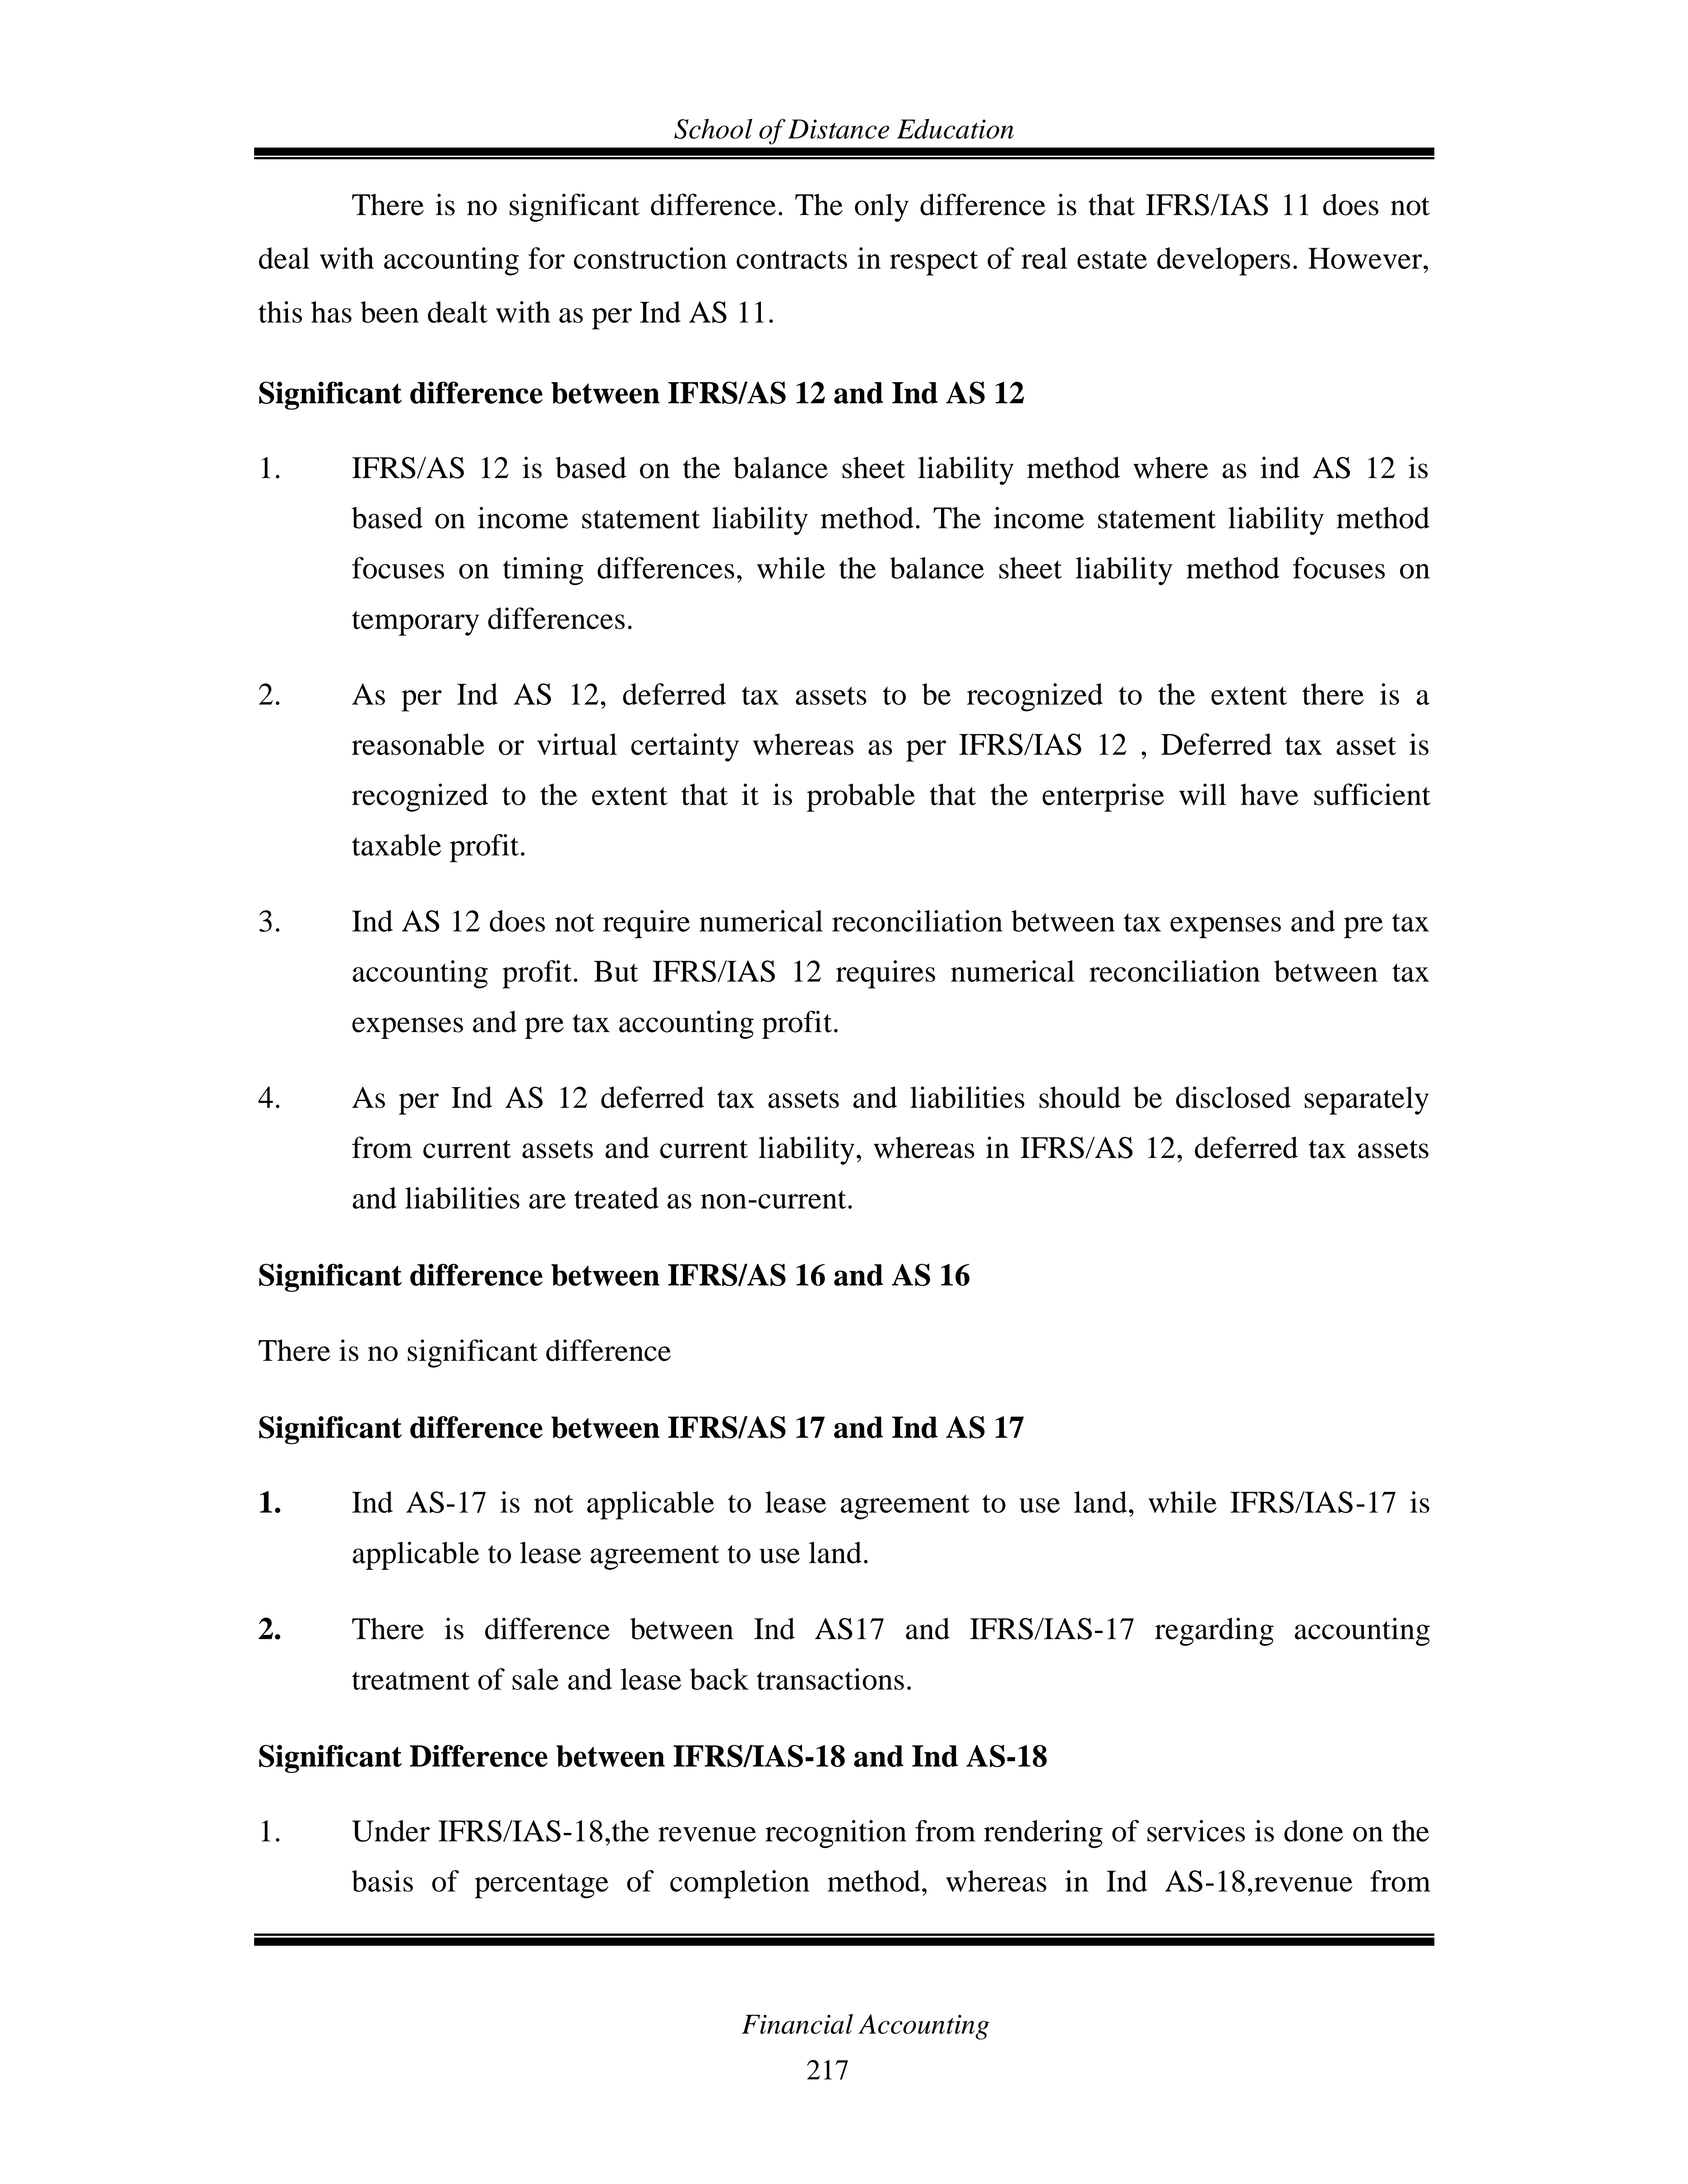 School of Distance Education
There is no significant difference. The only difference is that IFRS/IAS 11 does not
deal with accounting for construction contracts in respect of real estate developers. However,
this has been dealt with as per Ind AS 11.
Significant difference between IFRS/AS 12 and Ind AS 12
1. IFRS/AS 12 is based on the balance sheet liability method where as ind AS 12 is
based on income statement liability method. The income statement liability method
focuses on timing differences, while the balance sheet liability method focuses on
temporary differences.
2. As per Ind AS 12, deferred tax assets to be recognized to the extent there is a
reasonable or virtual certainty whereas as per IFRS/IAS 12 , Deferred tax asset is
recognized to the extent that it is probable that the enterprise will have sufficient
taxable profit.
3. Ind AS 12 does not require numerical reconciliation between tax expenses and pre tax
accounting profit. But IFRS/IAS 12 requires numerical reconciliation between tax
expenses and pre tax accounting profit.
4. As per Ind AS 12 deferred tax assets and liabilities should be disclosed separately
from current assets and current liability, whereas in IFRS/AS 12, deferred tax assets
and liabilities are treated as non-current.
Significant difference between IFRS/AS 16 and AS 16
There is no significant difference
Significant difference between IFRS/AS 17 and Ind AS 17
1. Ind AS-17 is not applicable to lease agreement to use land, while IFRS/IAS-17 is
applicable to lease agreement to use land.
2. There is difference between Ind AS17 and IFRS/IAS-17 regarding accounting
treatment of sale and lease back transactions.
Significant Difference between IFRS/IAS-18 and Ind AS-18
1. Under IFRS/IAS-18,the revenue recognition from rendering of services is done on the
basis of percentage of completion method, whereas in Ind AS-18,revenue from
Financial Accounting
217